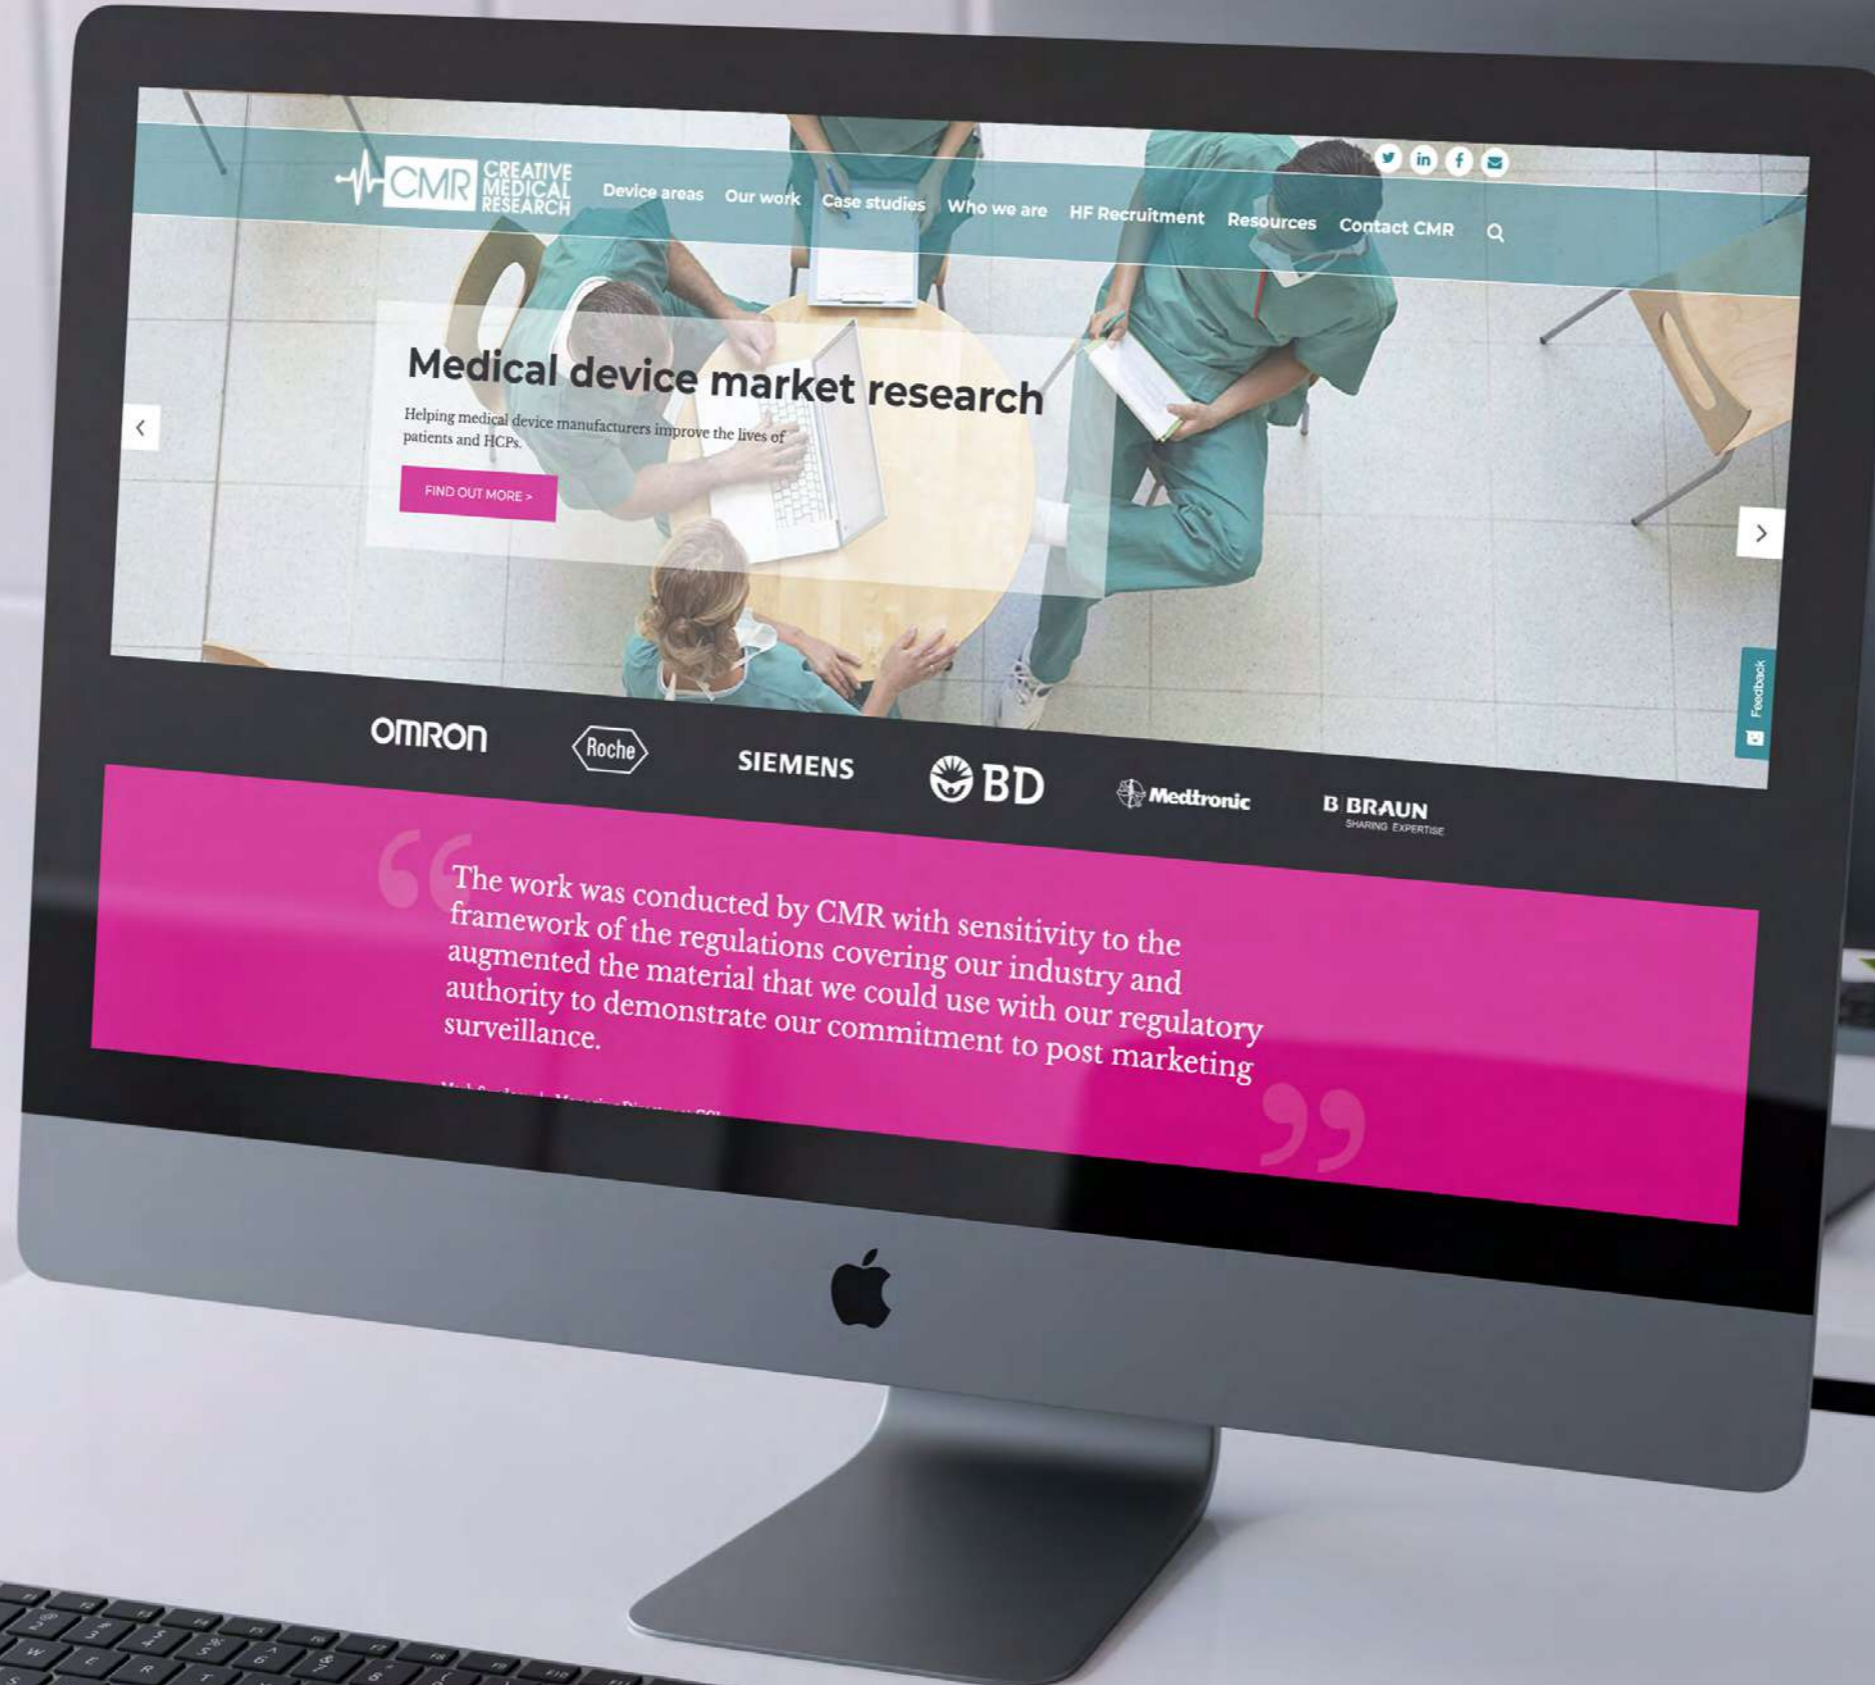 CMR
CREATIVE
MEDICAL
RESEARCH
Device areas Our work Case studies Who we are HF Recruitment Resources Contact CMR
Medical device market research
Helping medical device manufacturers improve the lives of
patients and HCPs.
FIND OUT MORE >
Feedback
OMRON Roche SIEMENS BD Medtronic B BRAUN
SHARING EXPERTISE
“The work was conducted by CMR with sensitivity to the
framework of the regulations covering our industry and
augmented the material that we could use with our regulatory
authority to demonstrate our commitment to post marketing
surveillance.”